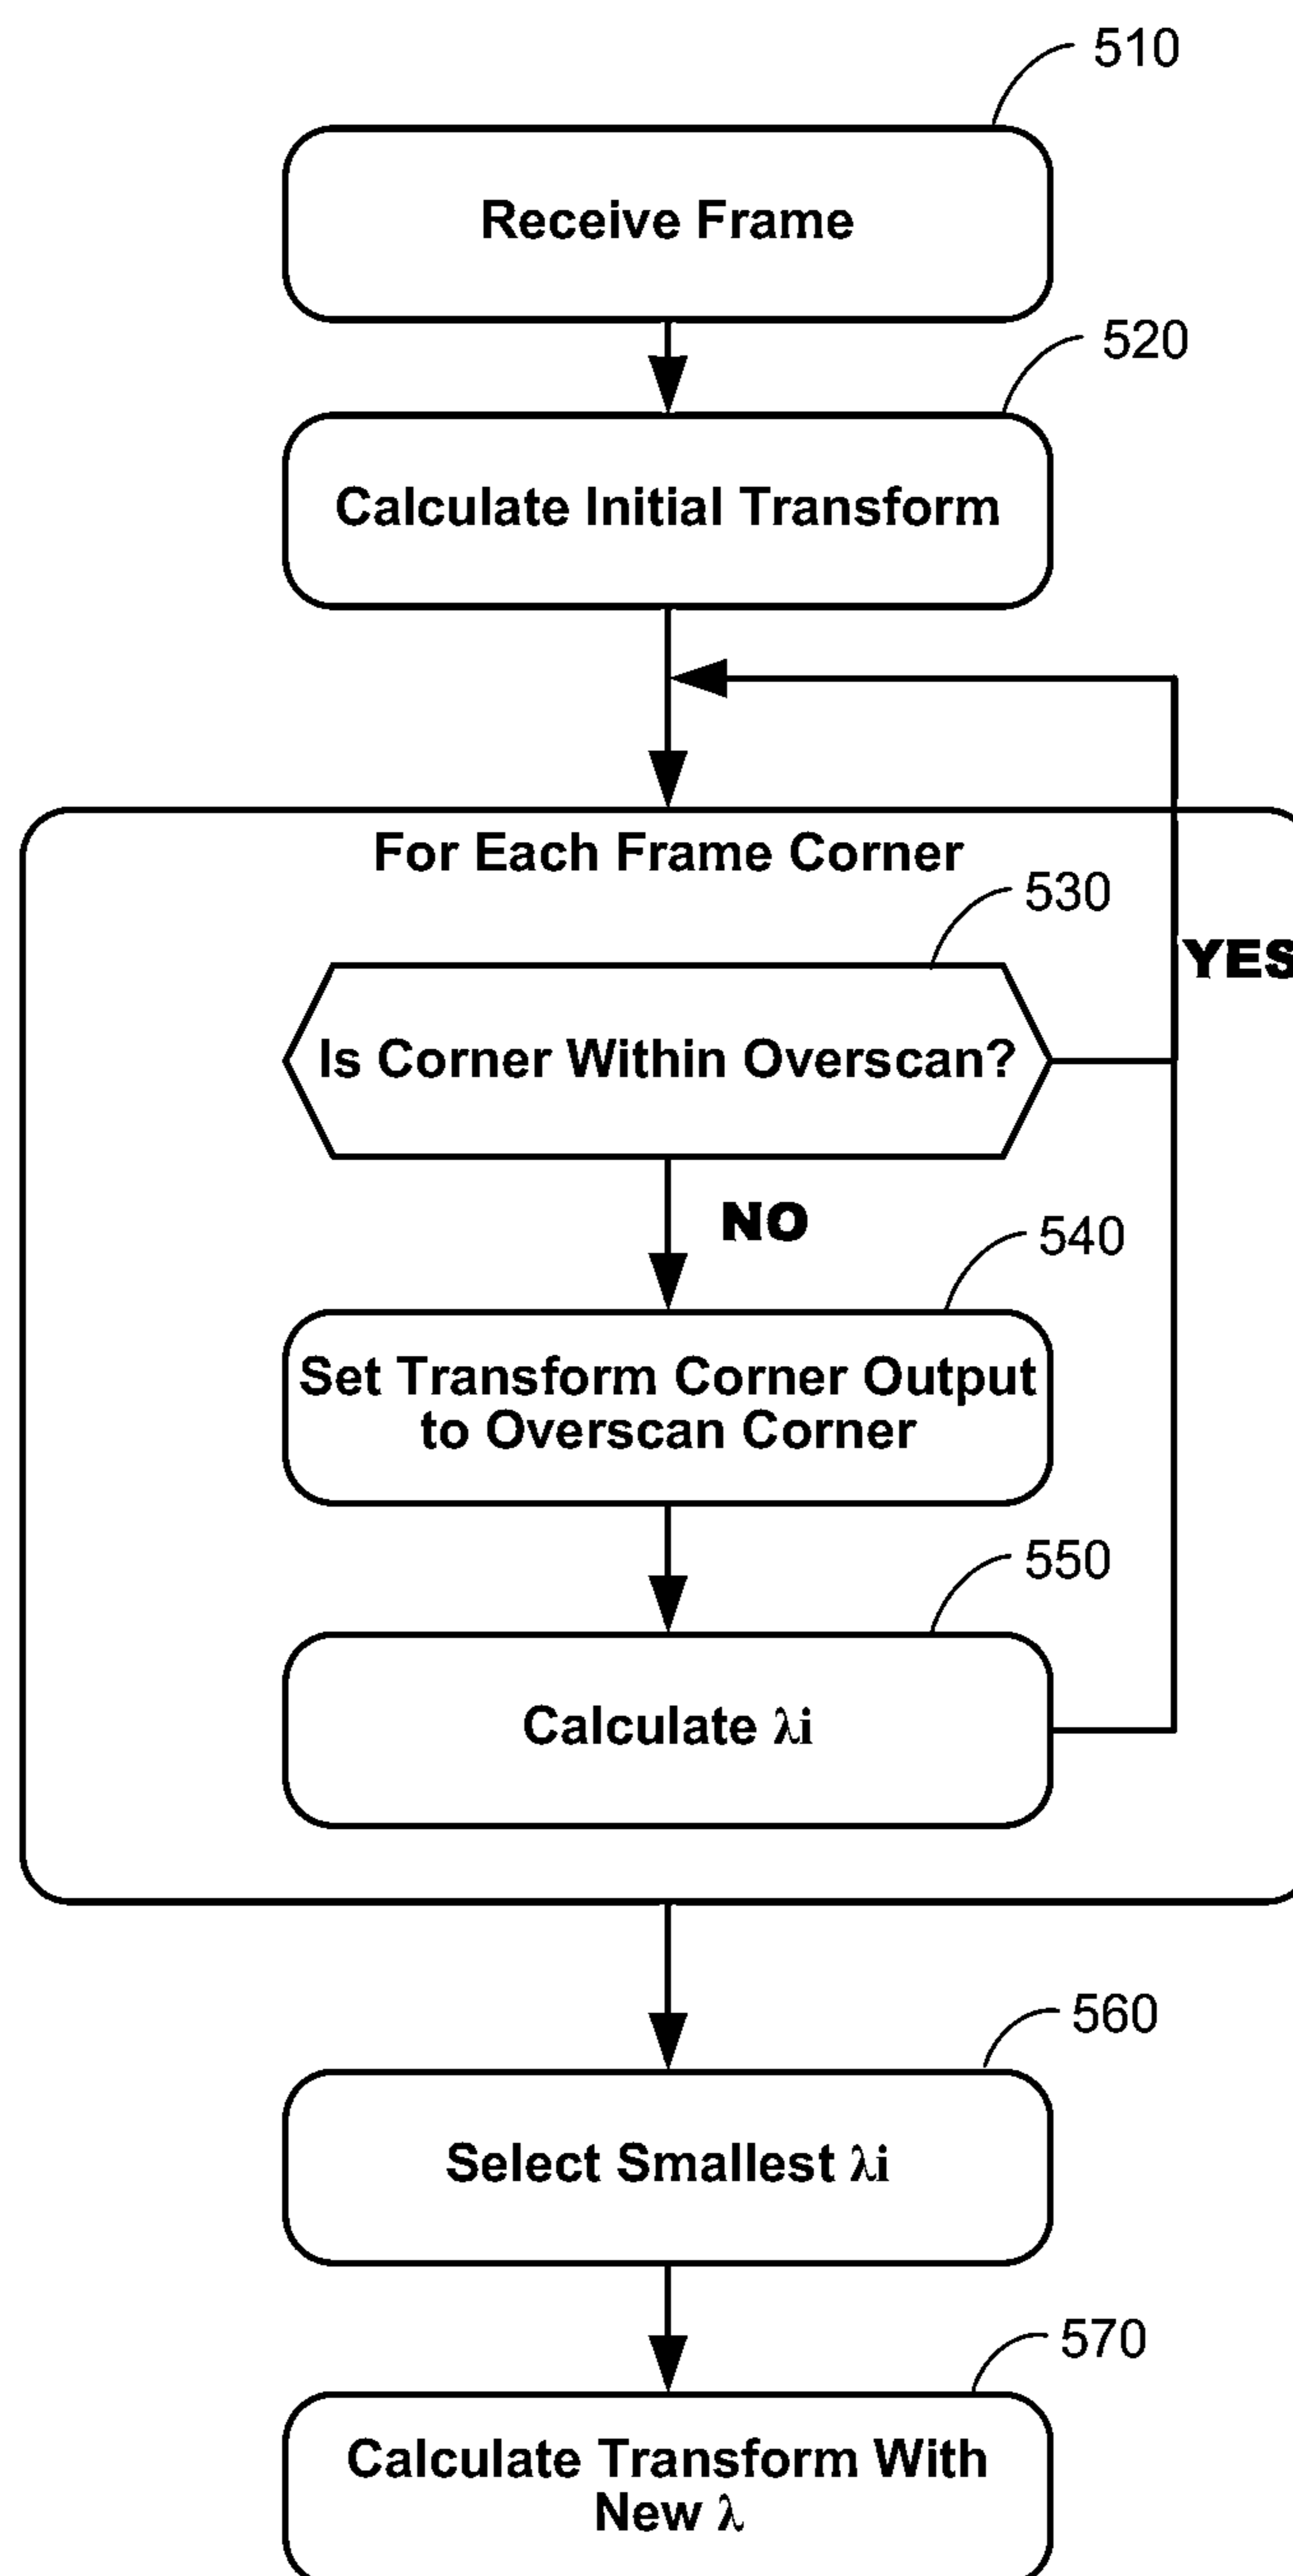 510
Receive Frame
520
Calculate Initial Transform
For Each Frame Corner
530
YES
Is Corner Within Overscan?
NO
540
Set Transform Corner Output
to Overscan Corner
550
Calculate λi
560
Select Smallest λi
570
Calculate Transform With
New λ